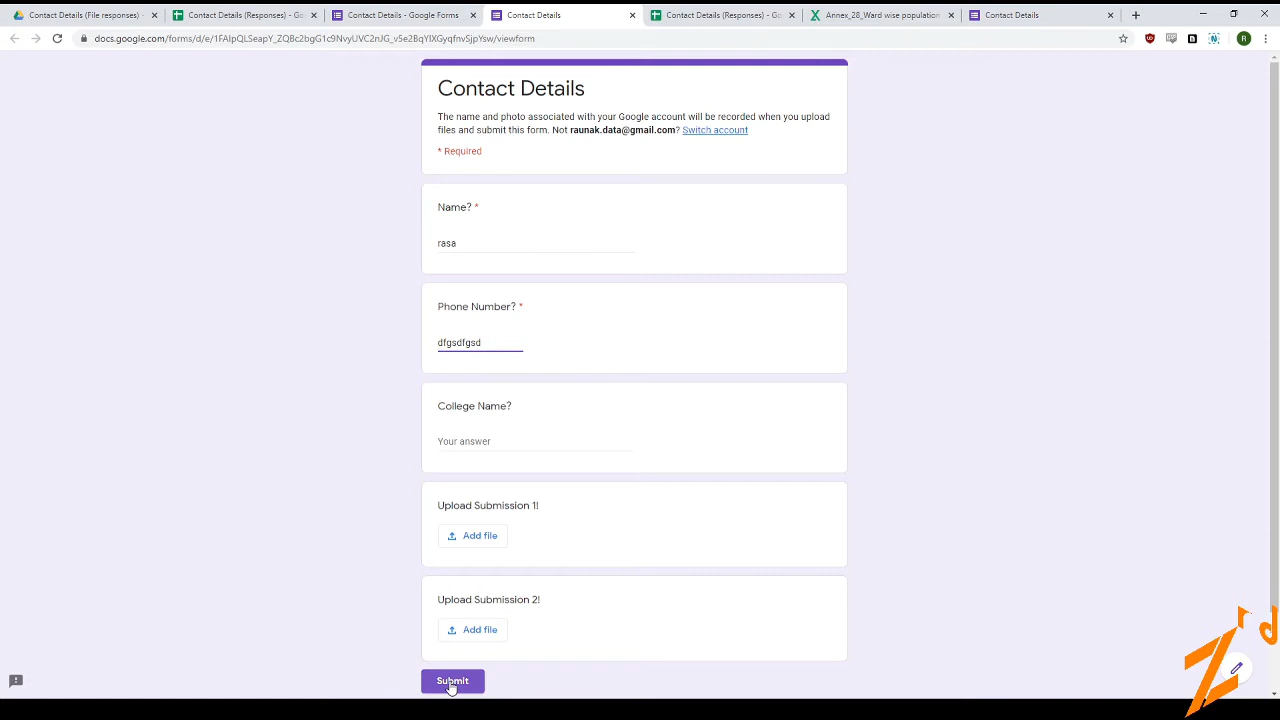 Contact Details (File responses)
Contact Details (Responses) - Go
Contact Details - Google Forms
Contact Details
Contact Details (Responses) - Go
Annex_28_Ward wise population
Contact Details
docs.google.com/forms/d/e/1FAIpQLSeapY_ZQBc2bgG1c9NvyUVC2nJG_v5e2BqYlXGyqfnvSjpYsw/viewform
R
Contact Details
The name and photo associated with your Google account will be recorded when you upload
files and submit this form. Not raunak.data@gmail.com? Switch account
* Required
Name? *
rasa
Phone Number? *
dfgsdfgsd
College Name?
Your answer
Upload Submission 1!
Add file
Upload Submission 2!
Add file
Submit